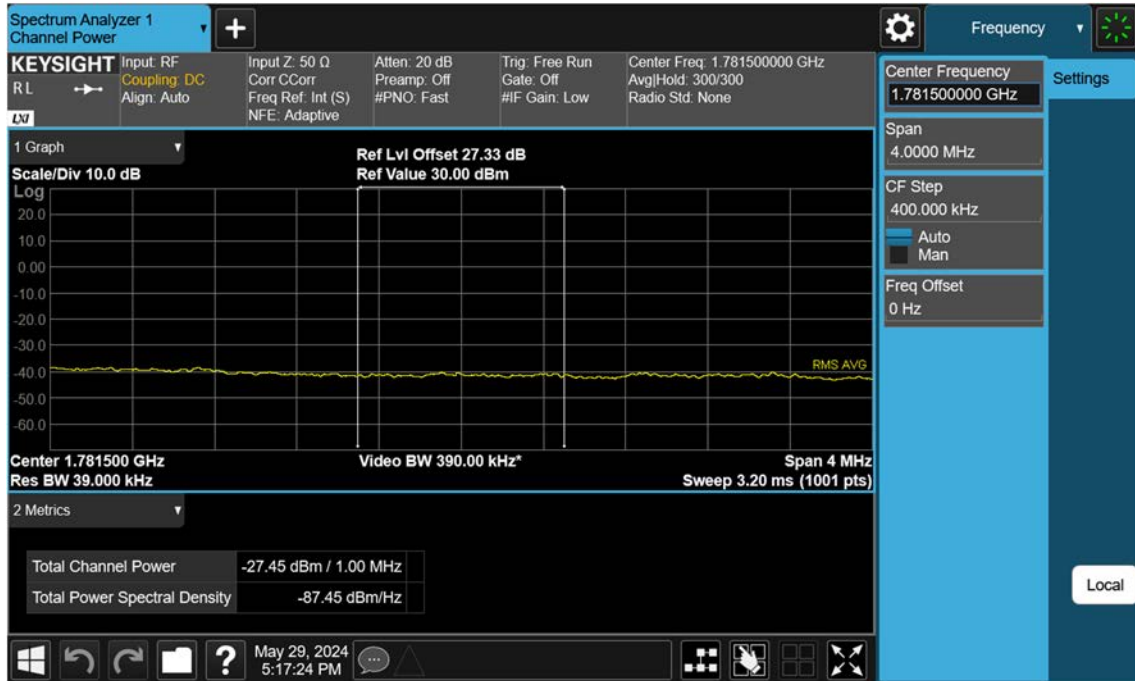 Spectrum Analyzer 1
Channel Power
Frequency
KEYSIGHT
R L
LXI
Input: RF
Coupling: DC
Align: Auto
Input Z: 50 Ω
Corr CCorr
Freq Ref: Int (S)
NFE: Adaptive
Atten: 20 dB
Preamp: Off
#PNO: Fast
Trig: Free Run
Gate: Off
#IF Gain: Low
Center Freq: 1.781500000 GHz
Avg|Hold: 300/300
Radio Std: None
1 Graph
Scale/Div 10.0 dB
Ref Lvl Offset 27.33 dB
Ref Value 30.00 dBm
Log
20.0
10.0
0.00
-10.0
-20.0
-30.0
-40.0
-50.0
-60.0
RMS AVG
Center 1.781500 GHz
Video BW 390.00 kHz*
Span 4 MHz
Res BW 39.000 kHz
Sweep 3.20 ms (1001 pts)
2 Metrics
Total Channel Power -27.45 dBm / 1.00 MHz
Total Power Spectral Density -87.45 dBm/Hz
?
May 29, 2024
5:17:24 PM
Center Frequency
1.781500000 GHz
Settings
Span
4.0000 MHz
CF Step
400.000 kHz
Auto
Man
Freq Offset
0 Hz
Local